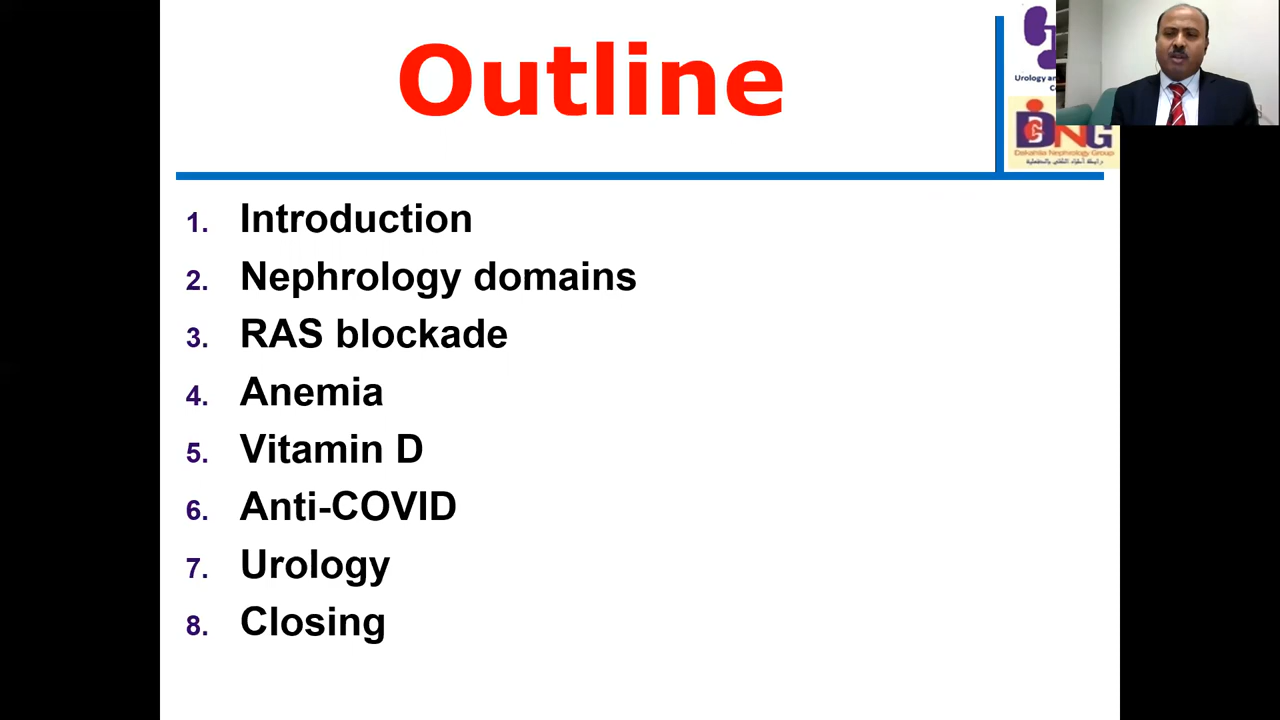 Outline
Urology an
C
DNG
Dakahlia Nephrology Group
1. Introduction
2. Nephrology domains
3. RAS blockade
4. Anemia
5. Vitamin D
6. Anti-COVID
7. Urology
8. Closing